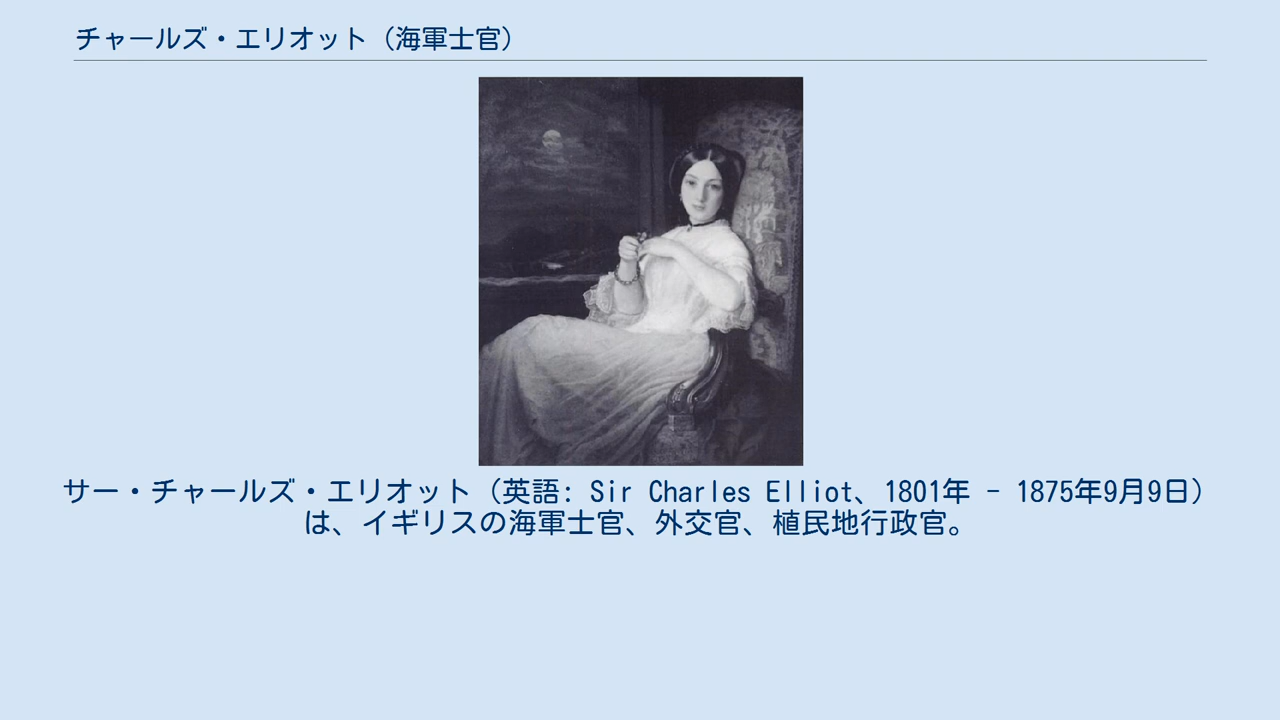 チャールズ・エリオット（海軍士官）
サー・チャールズ・エリオット（英語: Sir Charles Elliot、1801年 - 1875年9月9日）
は、イギリスの海軍士官、外交官、植民地行政官。